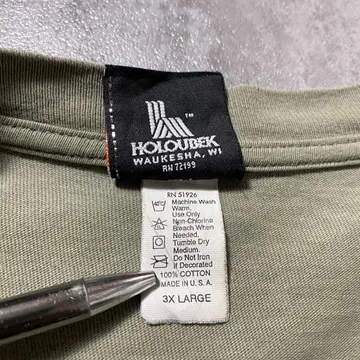 ™
HOLOUBEK
WAUKESHA, WI
RN 72199
RN 51926
Machine Wash
Warm.
Use Only
Non-Chlorine
Bleach When
Needed.
Tumble Dry
Medium.
Do Not Iron
If Decorated
100% COTTON
MADE IN U.S.A.
3X LARGE